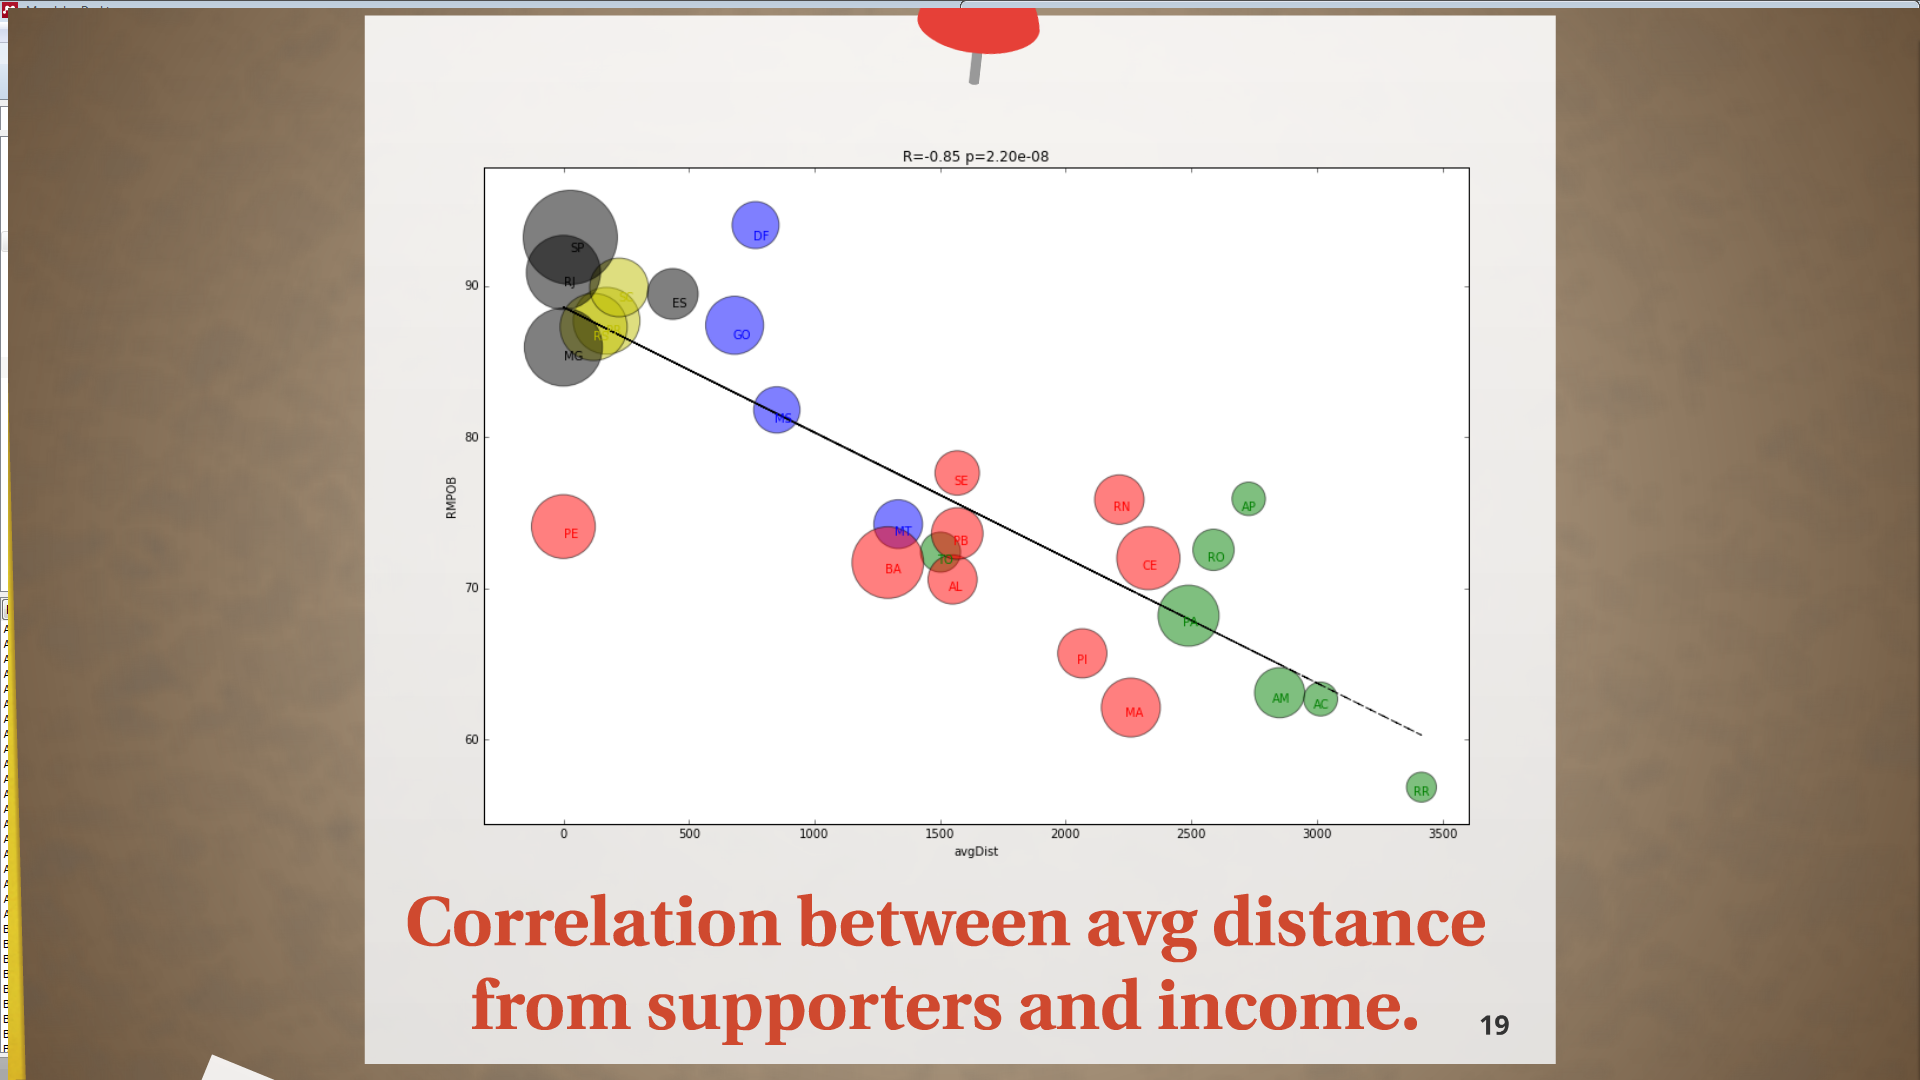 R=-0.85 p=2.20e-08
SP
DF
RJ
90
ES
GO
MG
MS
80
RMPOB
SE
RN
AP
PE
MT
PB
RO
TO
CE
BA
70
AL
PA
PI
AM
AC
MA
60
RR
0 500 1000 1500 2000 2500 3000 3500
avgDist
Correlation between avg distance
from supporters and income.
19